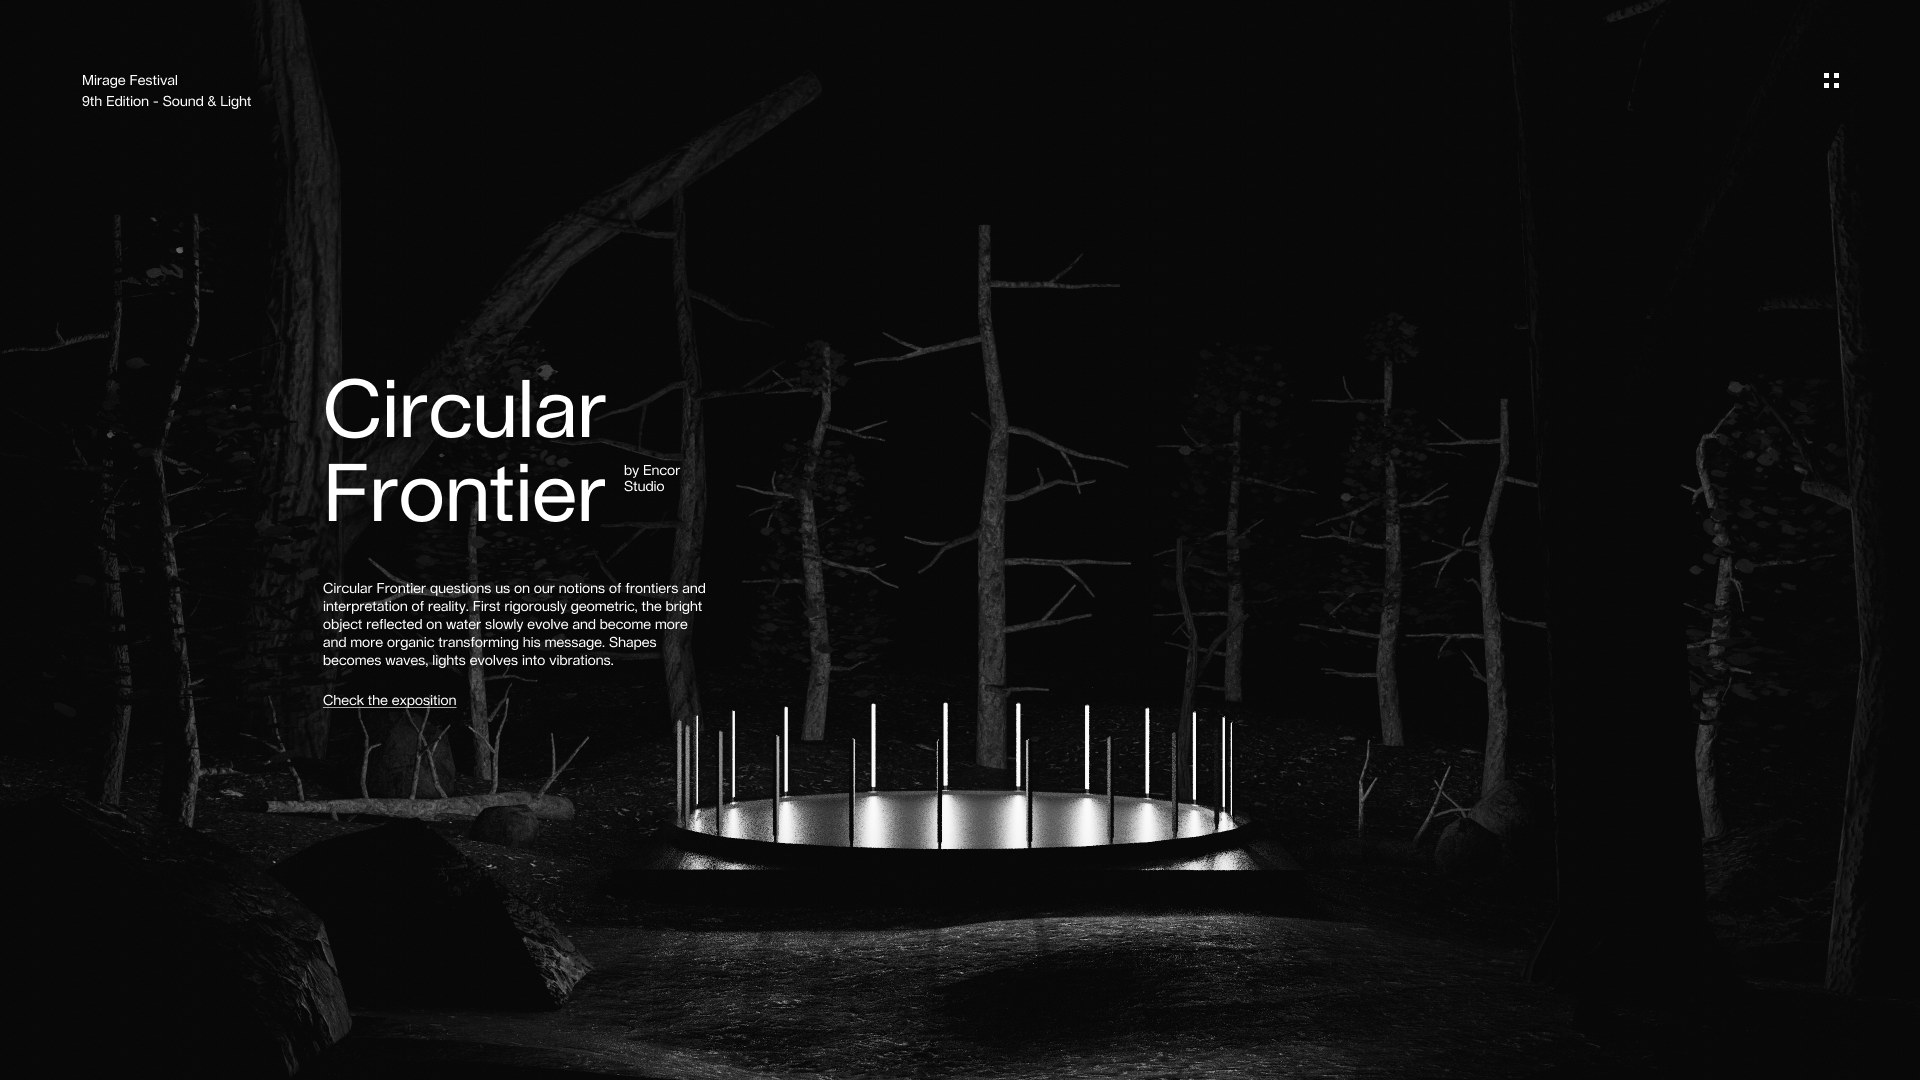 Mirage Festival
9th Edition - Sound & Light
Circular
Frontier
by Encor
Studio
Circular Frontier questions us on our notions of frontiers and
interpretation of reality. First rigorously geometric, the bright
object reflected on water slowly evolve and become more
and more organic transforming his message. Shapes
becomes waves, lights evolves into vibrations.
Check the exposition